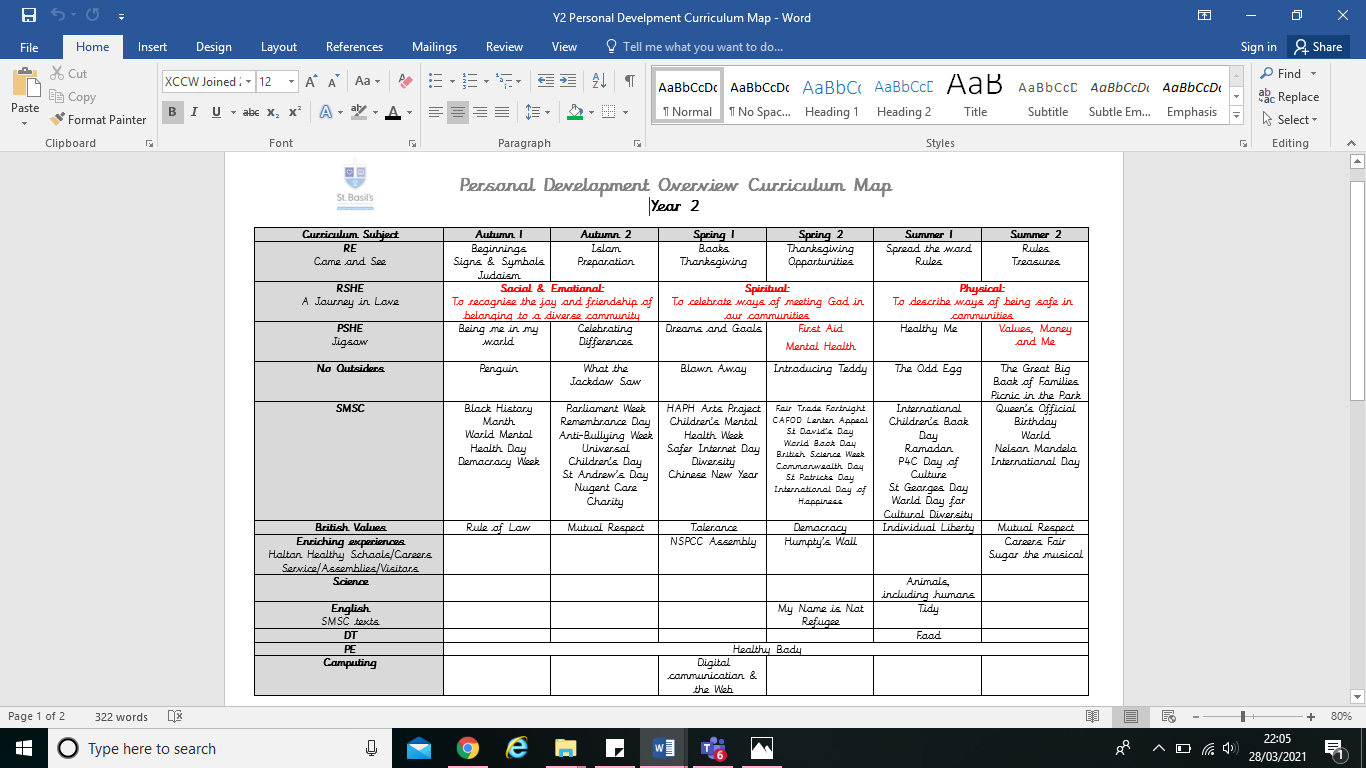 Y2 Personal Develpment Curriculum Map - Word
File Home Insert Design Layout References Mailings Review View Tell me what you want to do... Sign in Share
Paste
Cut
Copy
Format Painter
Clipboard
XCCW Joined 12
Font
Paragraph
AaBbCcDc AaBbCcDc AaBbCc AaBbCcD AaB AaBbCcD AaBbCcDc AaBbCcDc
¶ Normal ¶ No Spac... Heading 1 Heading 2 Title Subtitle Subtle Em... Emphasis
Styles
Find
Replace
Select
Editing
St. Basil's
Personal Development Overview Curriculum Map
Year 2
Curriculum Subject Autumn 1 Autumn 2 Spring 1 Spring 2 Summer 1 Summer 2
RE
Come and See
Beginnings
Signs & Symbols
Judaism
Islam
Preparation
Books
Thanksgiving
Thanksgiving
Opportunities
Spread the word
Rules
Rules
Treasures
RSHE
A Journey in Love
Social & Emotional:
To recognise the joy and friendship of
belonging to a diverse community
Spiritual:
To celebrate ways of meeting God in
our communities
Physical:
To describe ways of being safe in
communities
PSHE
Jigsaw
Being me in my
world
Celebrating
Differences
Dreams and Goals
First Aid
Mental Health
Healthy Me
Values, Money
and Me
No Outsiders
Penguin
What the
Jackdaw Saw
Blown Away
Introducing Teddy
The Odd Egg
The Great Big
Book of Families
Picnic in the Park
SMSC
Black History
Month
World Mental
Health Day
Democracy Week
Parliament Week
Remembrance Day
Anti-Bullying Week
Universal
Children's Day
St Andrew's Day
Nugent Care
Charity
HAPH Arts Project
Children's Mental
Health Week
Safer Internet Day
Diversity
Chinese New Year
Fair Trade Fortnight
CAFOD Lenten Appeal
St David's Day
World Book Day
British Science Week
Commonwealth Day
St Patricks Day
International Day of
Happiness
International
Children's Book
Day
Ramadan
P4C Day of
Culture
St Georges Day
World Day for
Cultural Diversity
Queen's Official
Birthday
World
Nelson Mandela
International Day
British Values Rule of Law Mutual Respect Tolerance Democracy Individual Liberty Mutual Respect
Enriching experiences
Halton Healthy Schools/Careers
Service/Assemblies/Visitors
NSPCC Assembly
Humpty's Wall
Careers Fair
Sugar the musical
Science
Animals,
including humans
English
SMSC texts
My Name is Not
Refugee
Tidy
DT Food
PE Healthy Body
Computing
Digital
communication &
the Web
Page 1 of 2 322 words 80%
Type here to search
6
22:05
28/03/2021
1